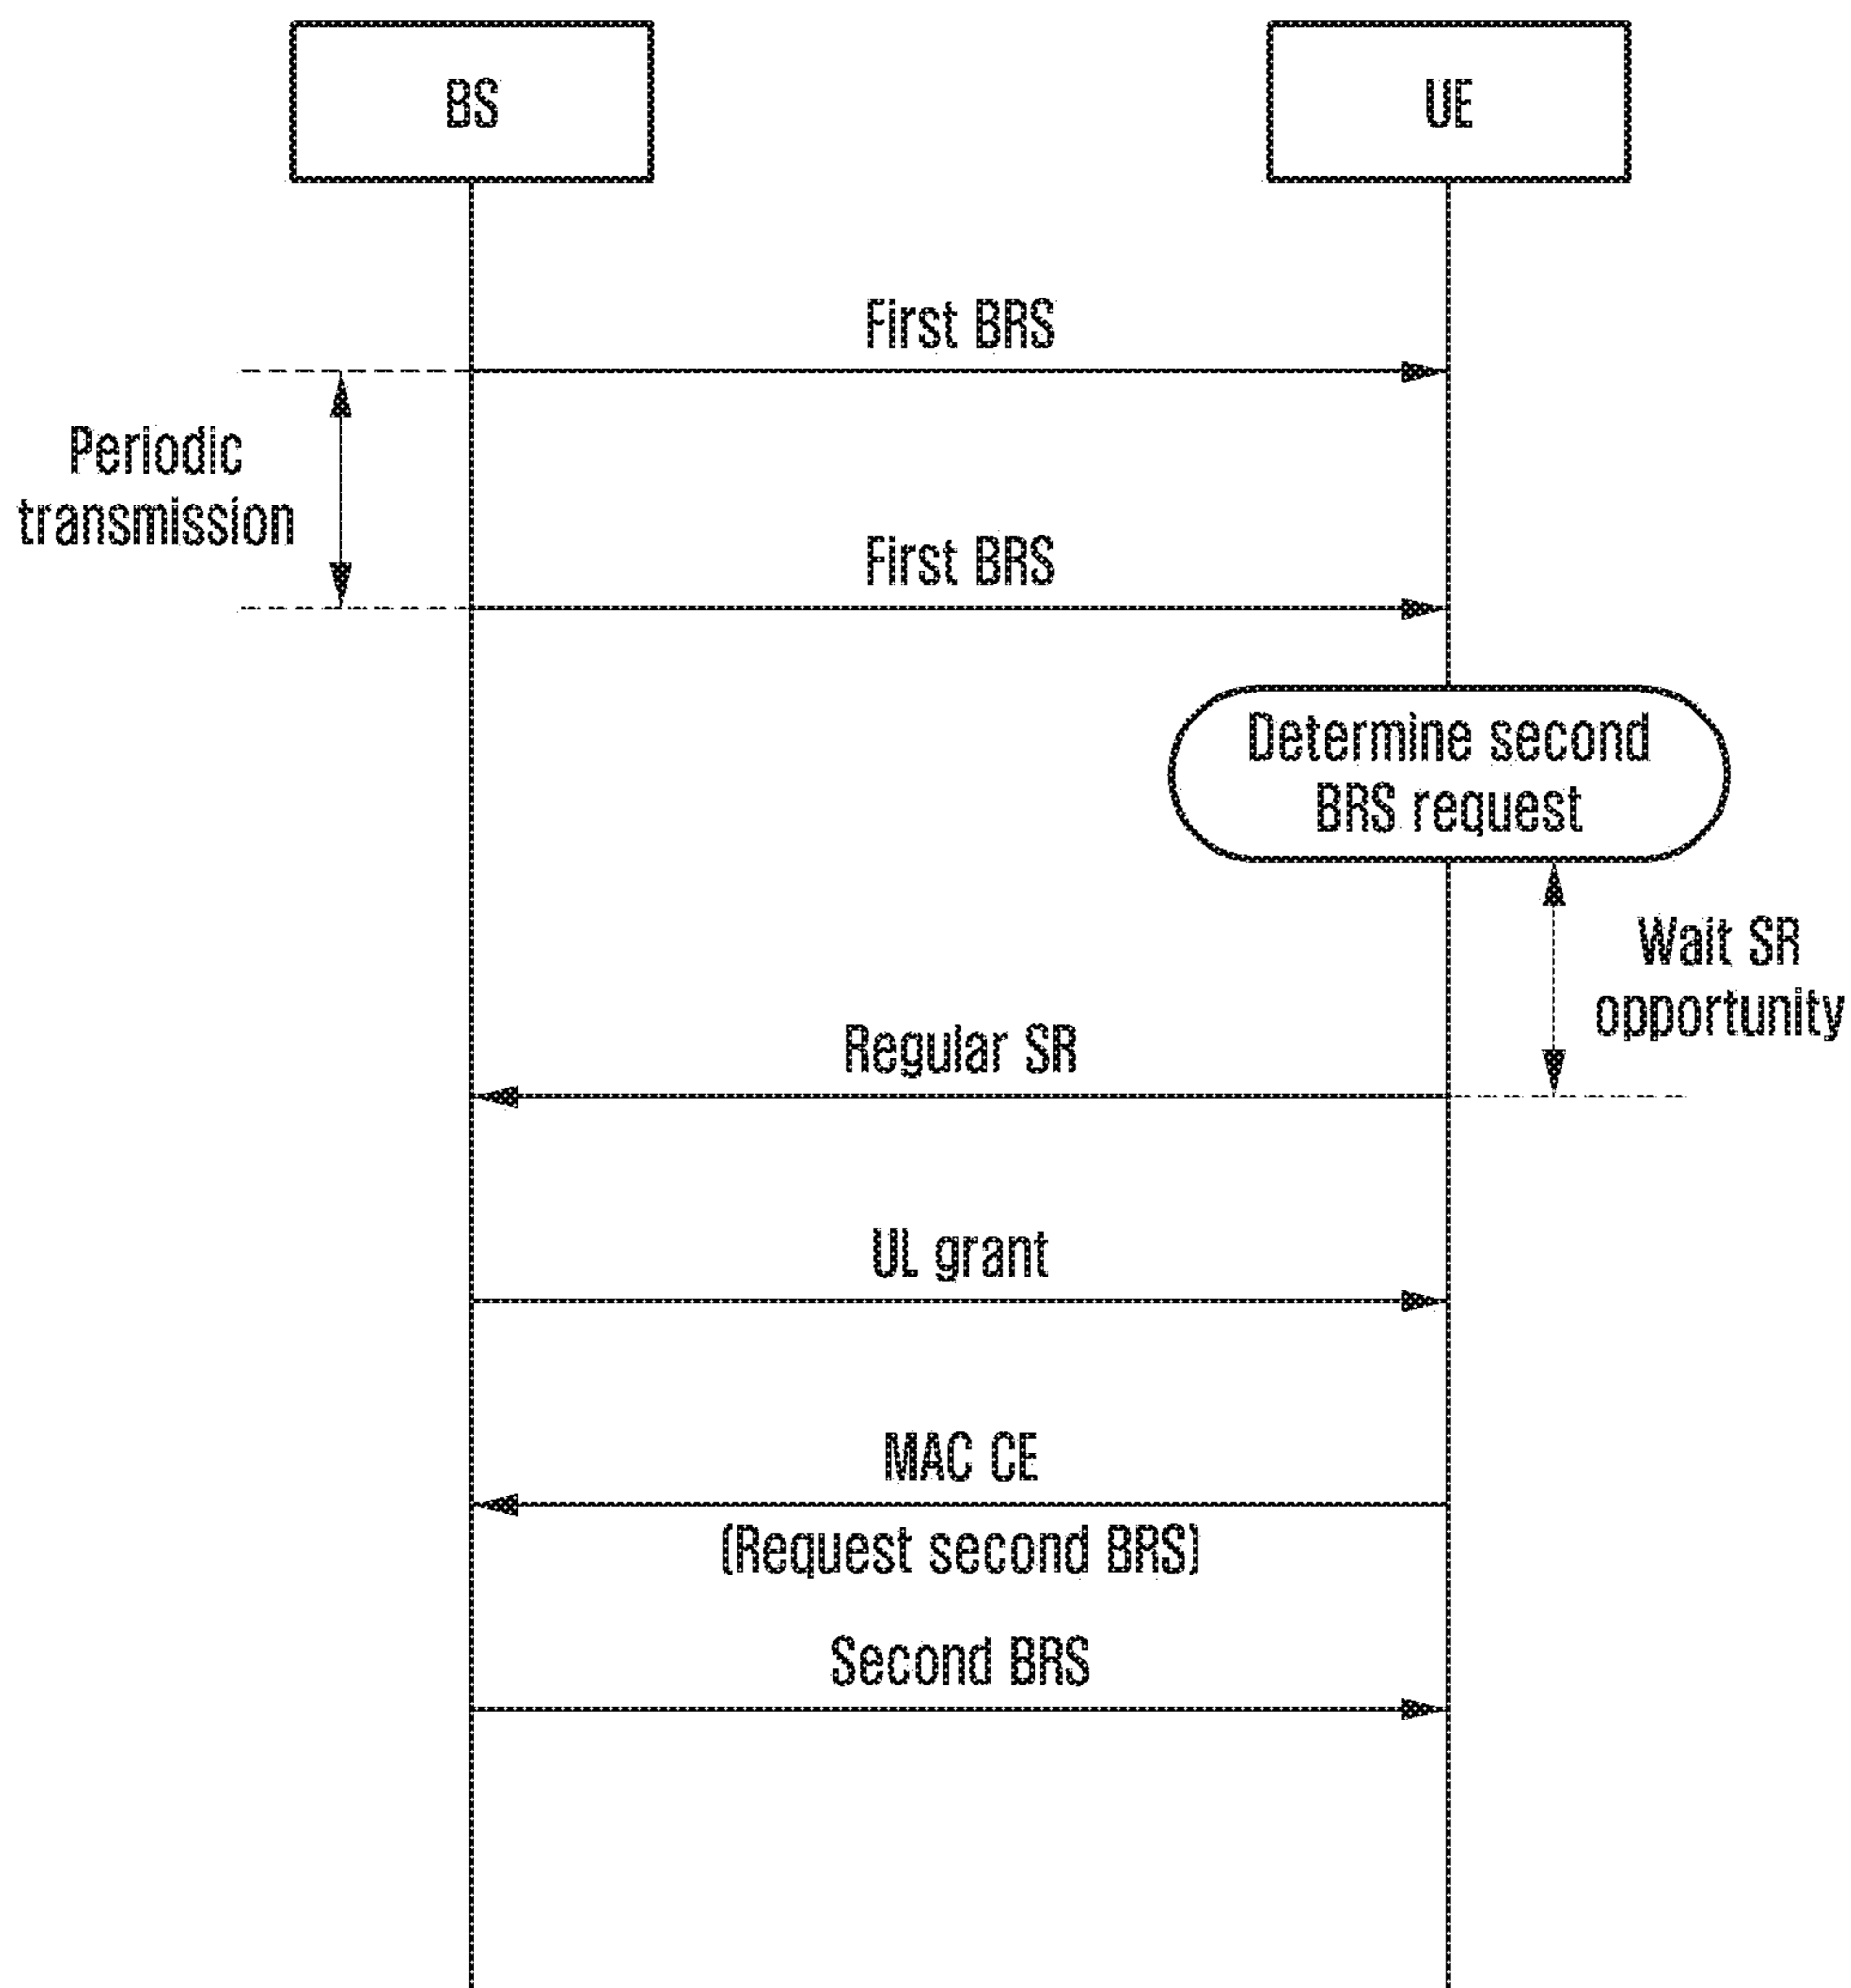 BS
UE
First BRS
Periodic
transmission
First BRS
Determine second
BRS request
Wait SR
opportunity
Regular SR
UL grant
MAC CE
(Request second BRS)
Second BRS